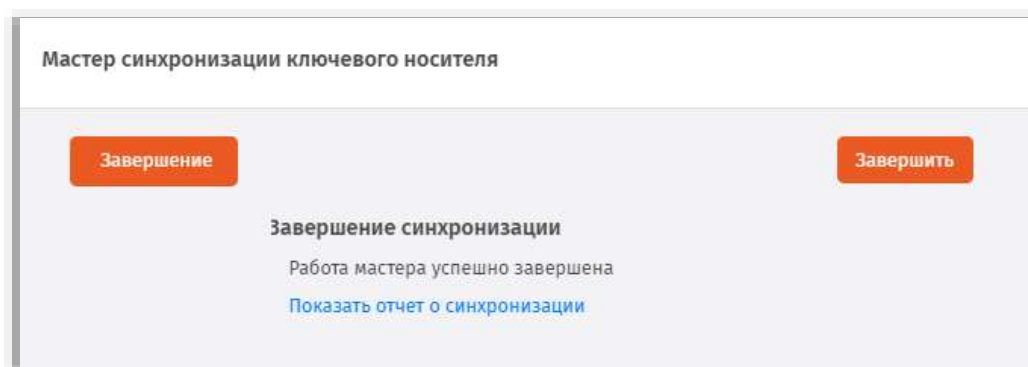 Мастер синхронизации ключевого носителя
Завершение
Завершить
Завершение синхронизации
Работа мастера успешно завершена
Показать отчет о синхронизации